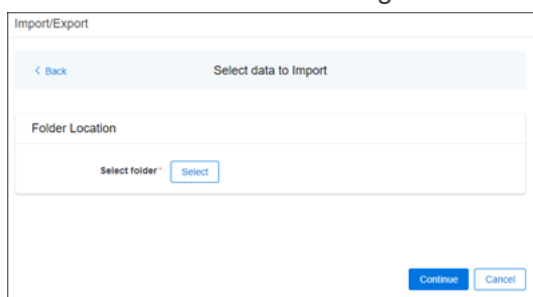 Import/Export
< Back Select data to Import
Folder Location
Select folder* Select
Continue Cancel